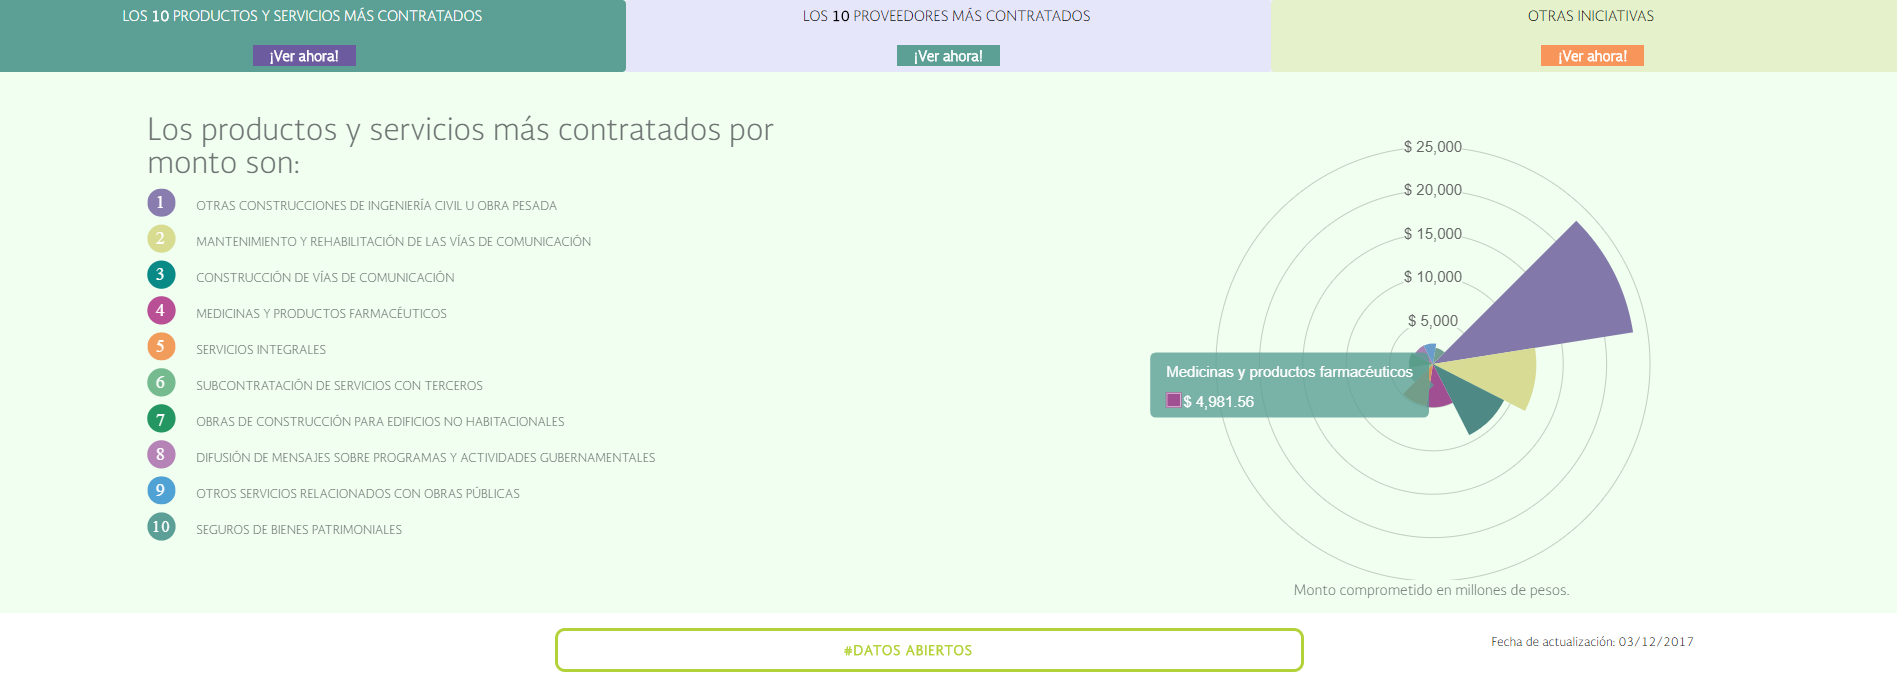 LOS 10 PRODUCTOS Y SERVICIOS MÁS CONTRATADOS
¡Ver ahora!
LOS 10 PROVEEDORES MÁS CONTRATADOS
¡Ver ahora!
OTRAS INICIATIVAS
¡Ver ahora!
Los productos y servicios más contratados por
monto son:
1 OTRAS CONSTRUCCIONES DE INGENIERÍA CIVIL U OBRA PESADA
2 MANTENIMIENTO Y REHABILITACIÓN DE LAS VÍAS DE COMUNICACIÓN
3 CONSTRUCCIÓN DE VÍAS DE COMUNICACIÓN
4 MEDICINAS Y PRODUCTOS FARMACÉUTICOS
5 SERVICIOS INTEGRALES
6 SUBCONTRATACIÓN DE SERVICIOS CON TERCEROS
7 OBRAS DE CONSTRUCCIÓN PARA EDIFICIOS NO HABITACIONALES
8 DIFUSIÓN DE MENSAJES SOBRE PROGRAMAS Y ACTIVIDADES GUBERNAMENTALES
9 OTROS SERVICIOS RELACIONADOS CON OBRAS PÚBLICAS
10 SEGUROS DE BIENES PATRIMONIALES
$ 25,000
$ 20,000
$ 15,000
$ 10,000
$ 5,000
Medicinas y productos farmacéuticos
$ 4,981.56
Monto comprometido en millones de pesos.
#DATOS ABIERTOS
Fecha de actualización: 03/12/2017